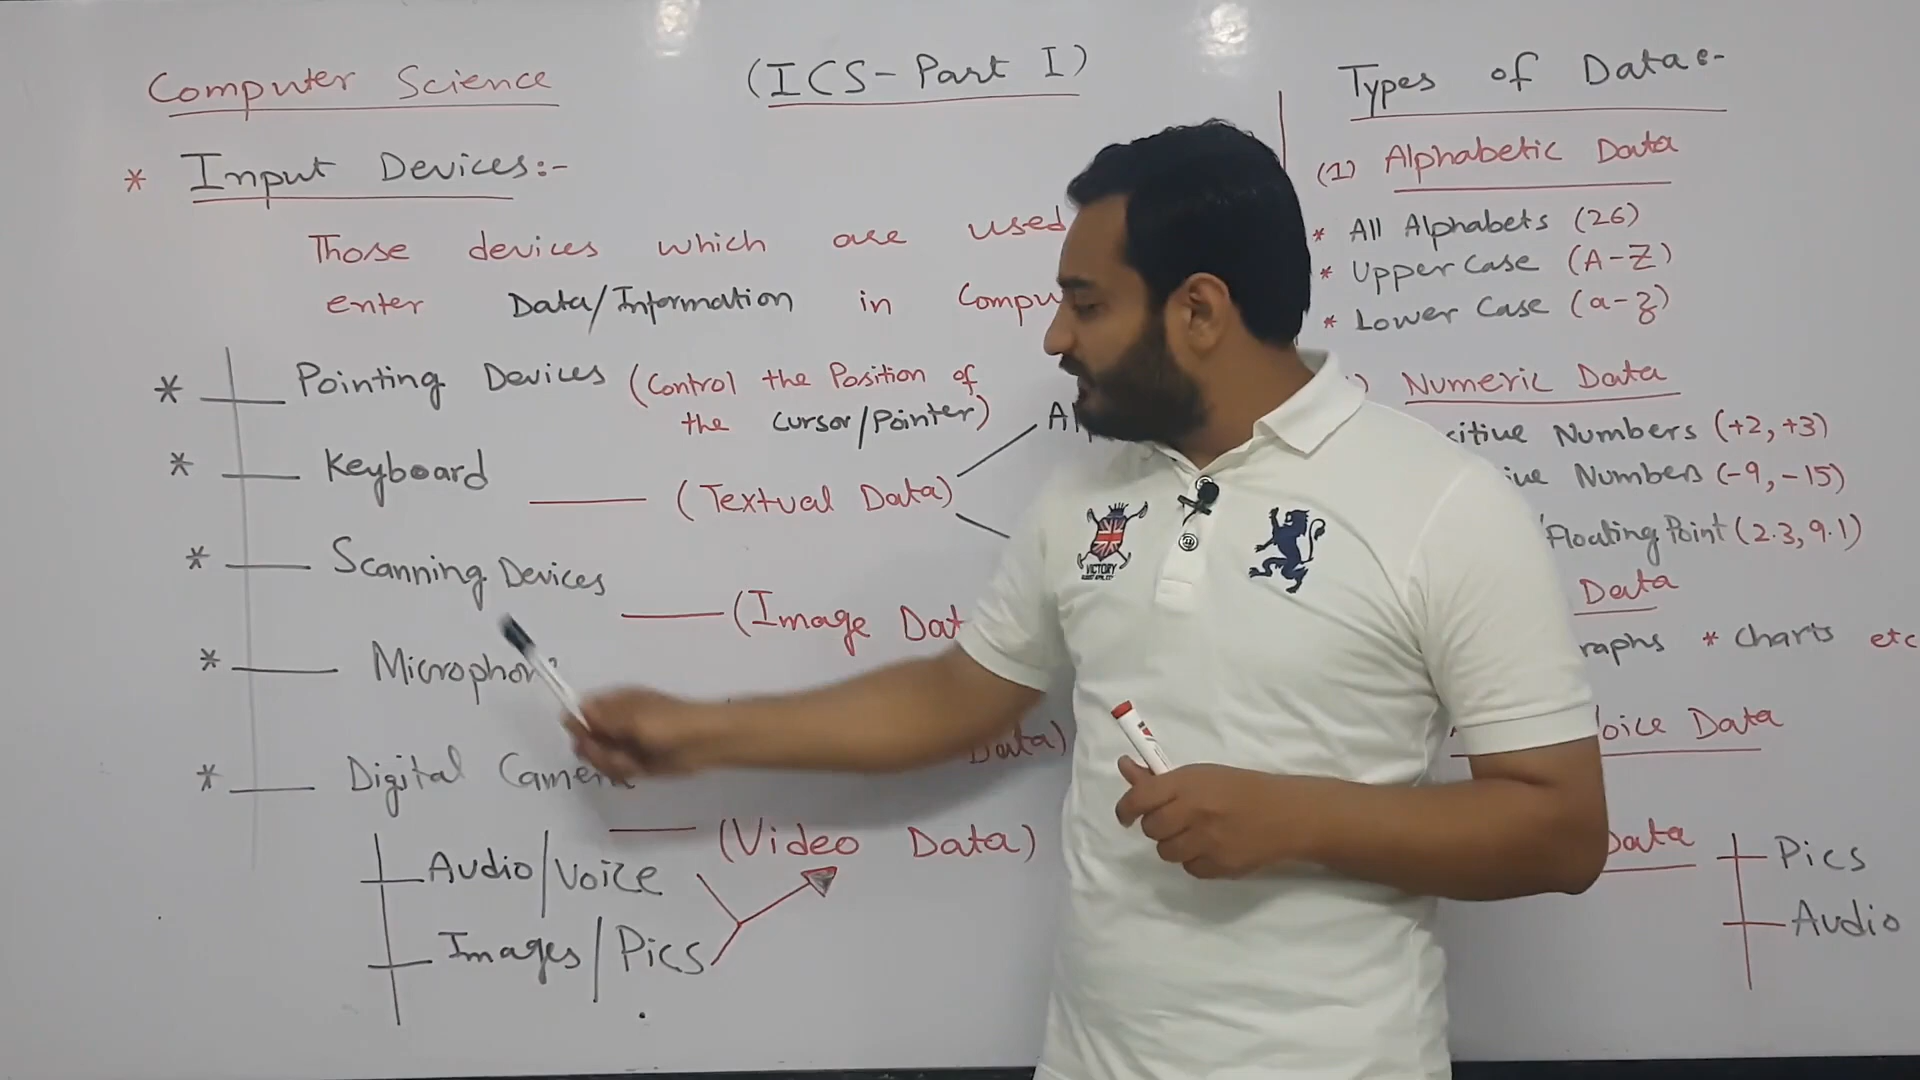 Computer Science
(ICS-Part I)
* Input Devices:-
Those devices which are used
enter Data/Information in
* Pointing Devices (Control the Position of
the Cursor/Pointer)
* Keyboard (Textual Data)
* Scanning Devices (Image
* 
* Digital
Data)
(Video Data)
Audio/Voice
Images/Pics
Types of Data:-
(1) Alphabetic Data
* All Alphabets (26)
* Upper Case (A-Z)
* Lower Case (a-z)
Numeric Data
Numbers (+2, +3)
Numbers (-9, -15)
Floating Point (2.3, 9.1)
Data
* Charts etc
Data
Data
Pics
Audio
VICTORY